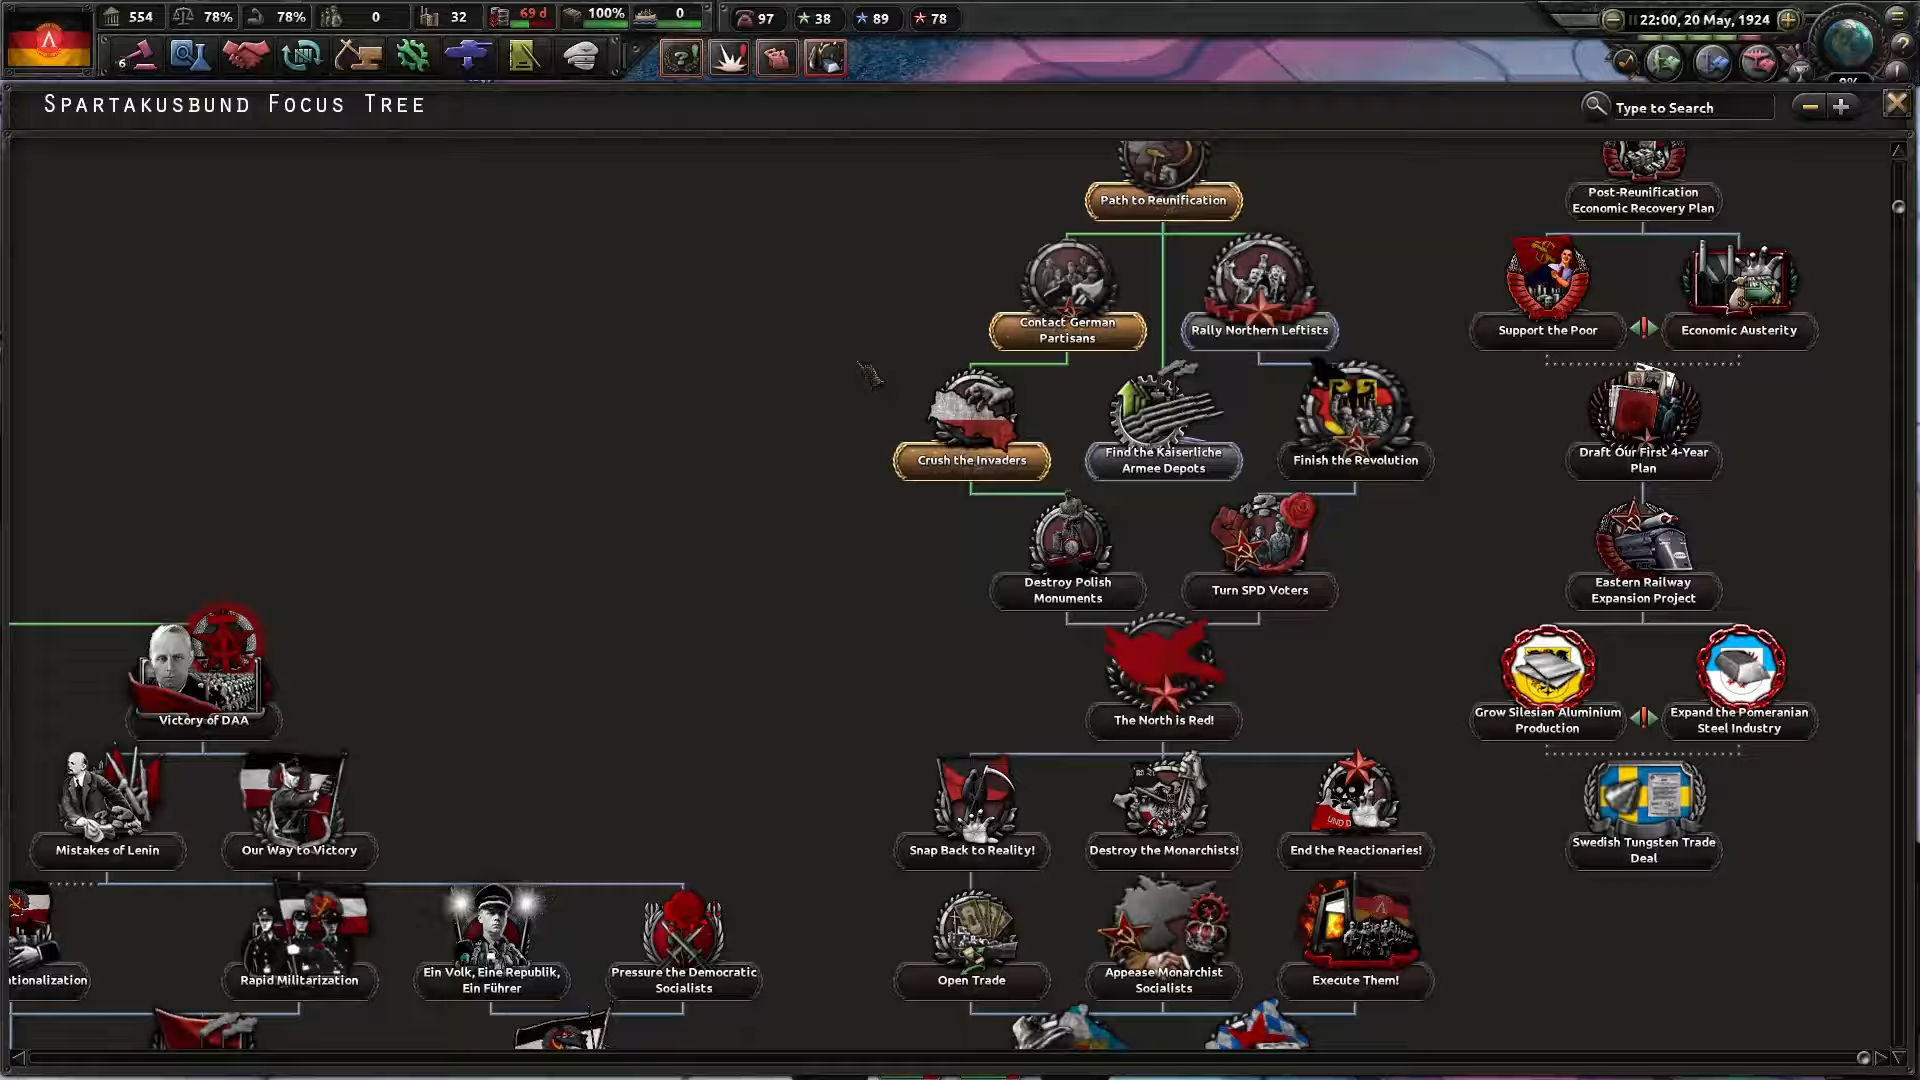 554
78%
78%
0
32
69 d
100%
0
97
38
89
78
22:00, 20 May, 1924
6
Spartakusbund Focus Tree
Type to Search
Path to Reunification
Post-Reunification
Economic Recovery Plan
Contact German
Partisans
Rally Northern Leftists
Support the Poor
Economic Austerity
Crush the Invaders
Find the Kaiserliche
Armee Depots
Finish the Revolution
Draft Our First 4-Year
Plan
Destroy Polish
Monuments
Turn SPD Voters
Eastern Railway
Expansion Project
Victory of DAA
The North is Red!
Grow Silesian Aluminium
Production
Expand the Pomeranian
Steel Industry
Mistakes of Lenin
Our Way to Victory
Snap Back to Reality!
Destroy the Monarchists!
UND D
End the Reactionaries!
Swedish Tungsten Trade
Deal
ationalization
Rapid Militarization
Ein Volk, Eine Republik,
Ein Führer
Pressure the Democratic
Socialists
Open Trade
Appease Monarchist
Socialists
Execute Them!